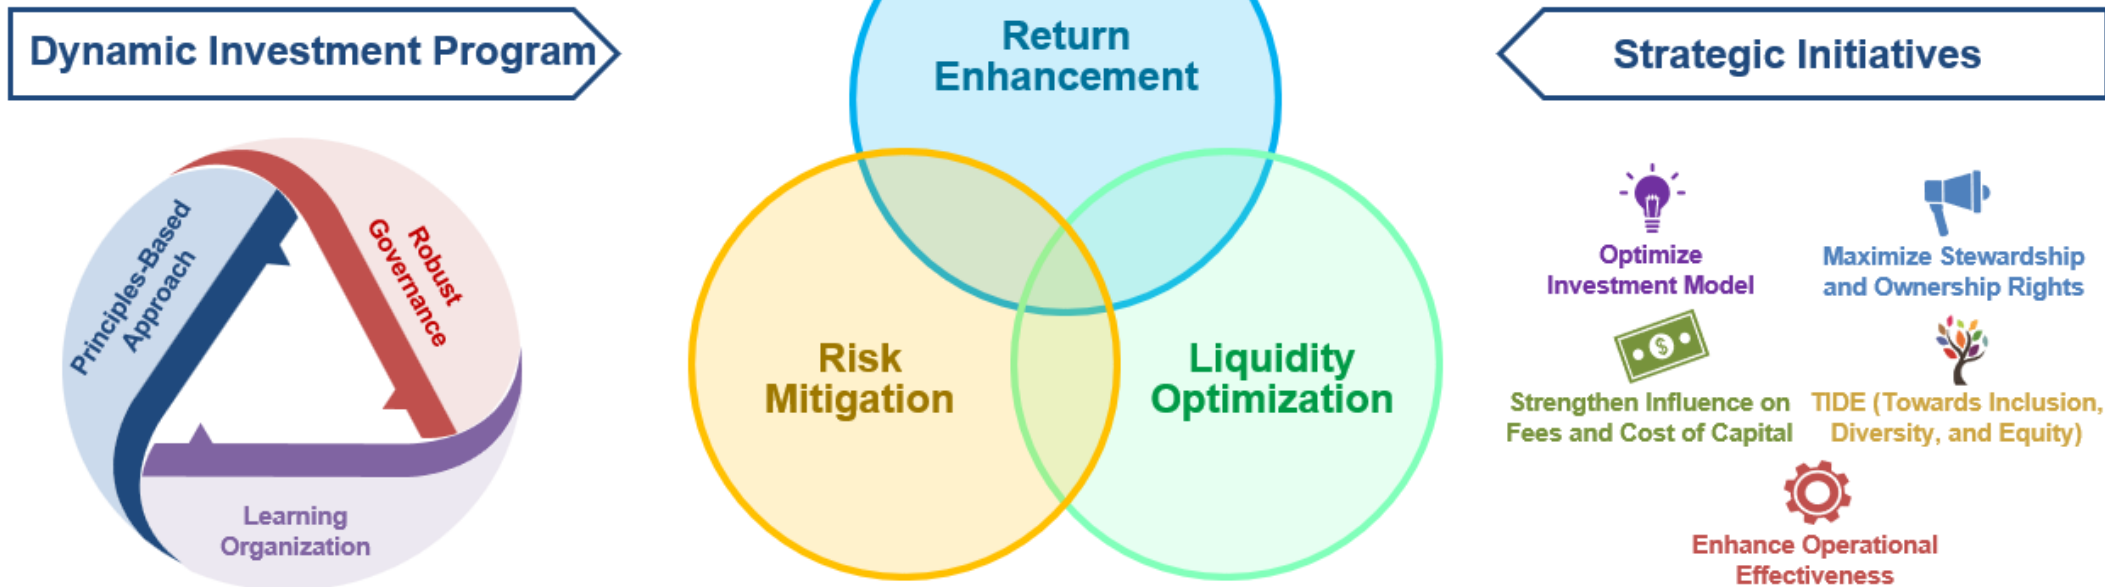 Dynamic Investment Program
Principles-Based
Approach
Robust
Governance
Learning
Organization
Return
Enhancement
Risk
Mitigation
Liquidity
Optimization
Strategic Initiatives
Optimize
Investment Model
Maximize Stewardship
and Ownership Rights
$
Strengthen Influence on
Fees and Cost of Capital
TIDE (Towards Inclusion,
Diversity, and Equity)
Enhance Operational
Effectiveness